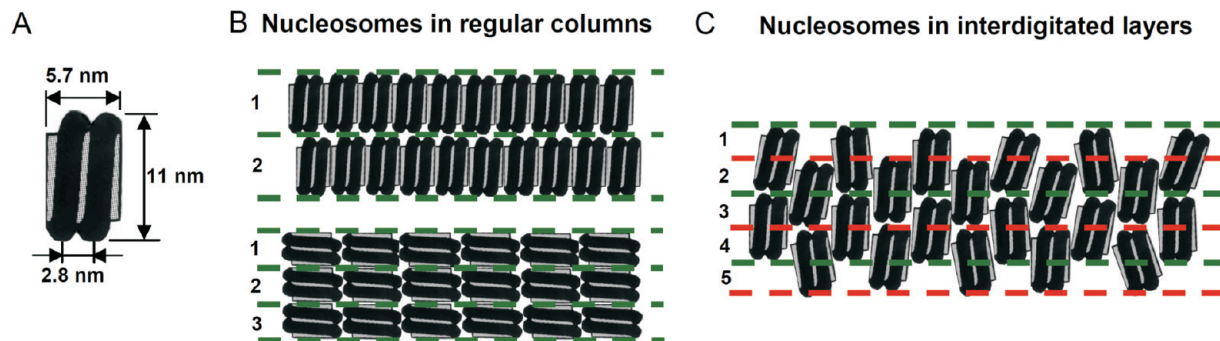 A
5.7 nm
11 nm
2.8 nm
B Nucleosomes in regular columns
1
2
1
2
3
C Nucleosomes in interdigitated layers
1
2
3
4
5